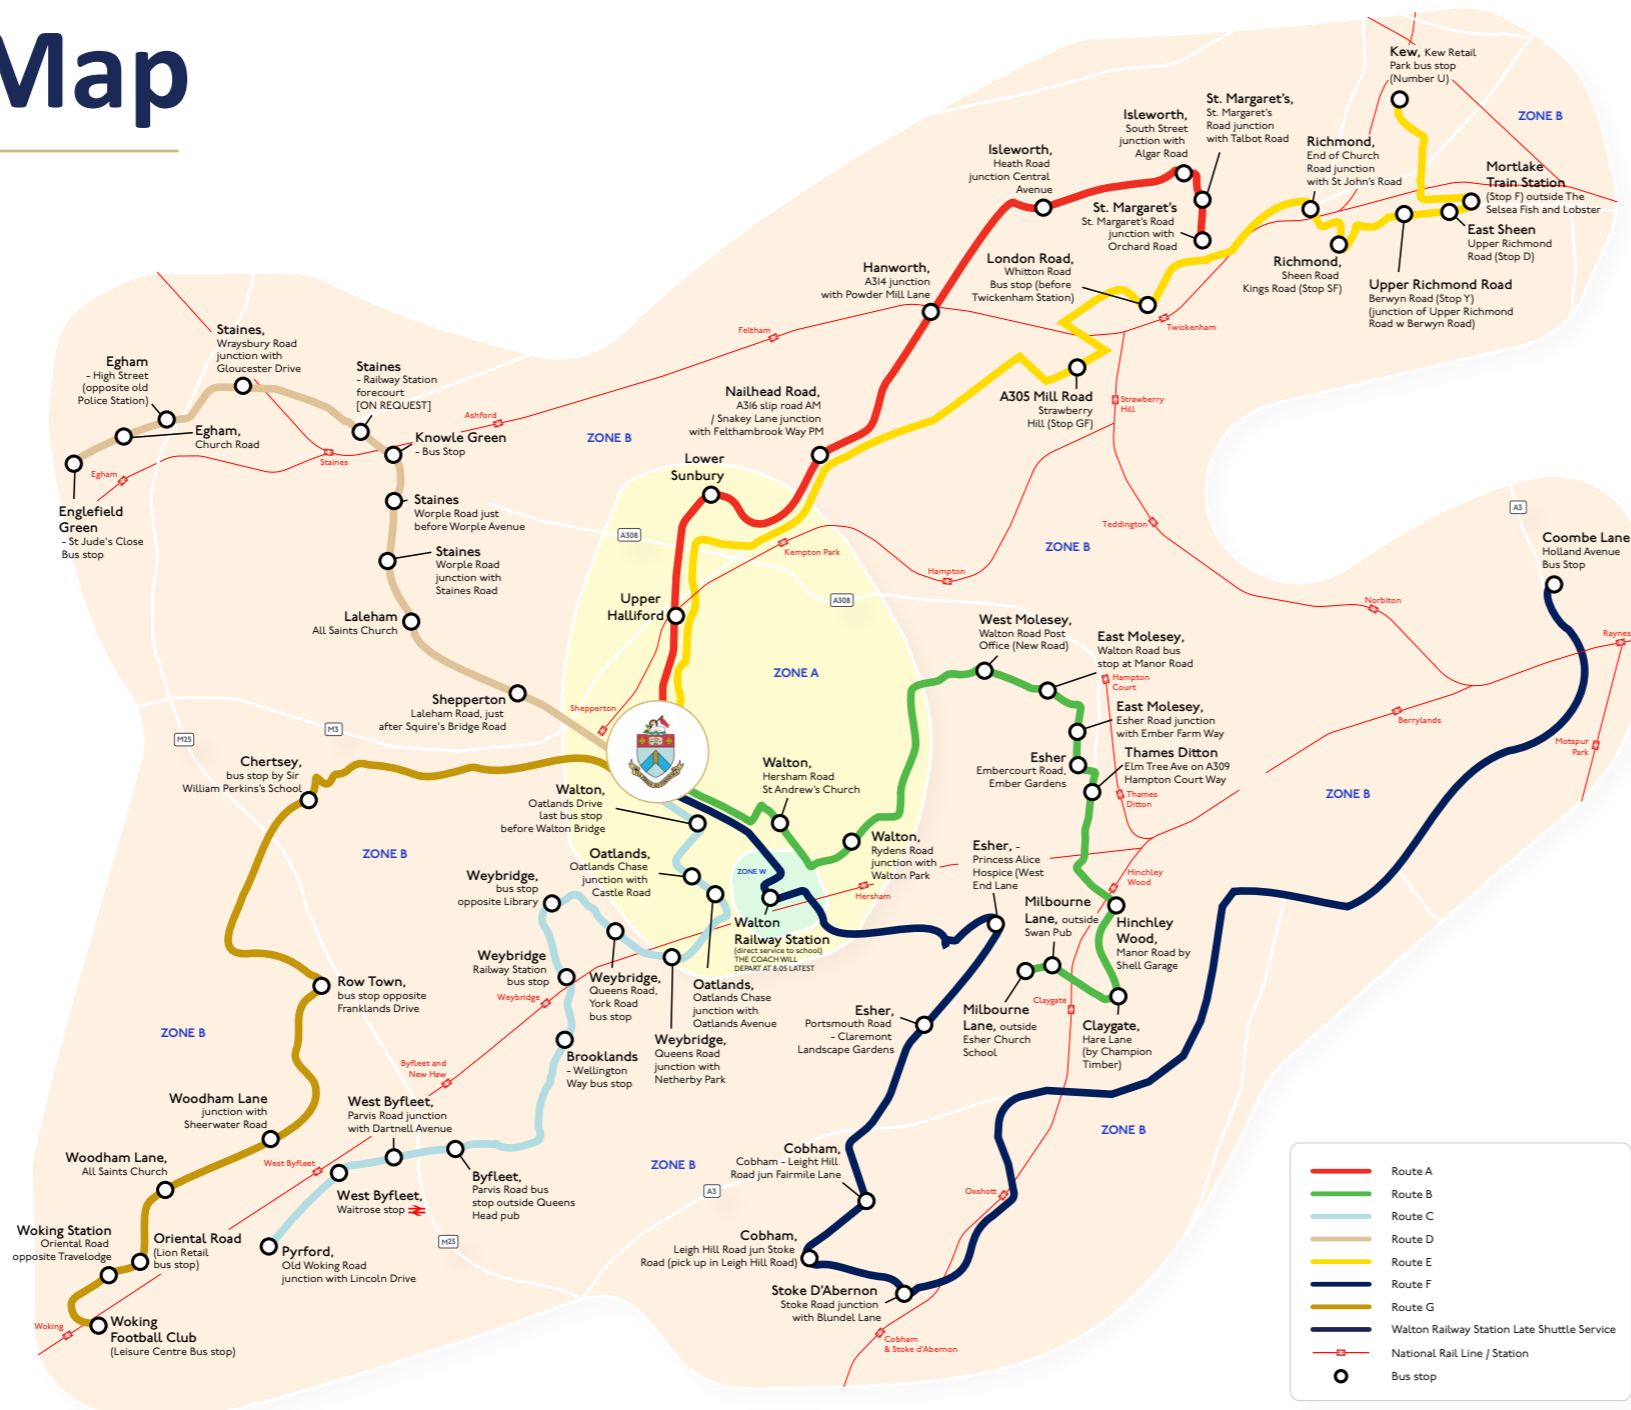 Map
Kew, Kew Retail
Park bus stop
(Number U)
ZONE B
St. Margaret's,
St. Margaret's
Road junction
with Talbot Road
Isleworth,
South Street
junction with
Algar Road
Richmond,
End of Church
Road junction
with St John's Road
Isleworth,
Heath Road
junction Central
Avenue
Mortlake
Train Station
(Stop F) outside The
Selsea Fish and Lobster
St. Margaret's
St. Margaret's Road
junction with
Orchard Road
East Sheen
Upper Richmond
Road (Stop D)
London Road,
Whitton Road
Bus stop (before
Twickenham Station)
Richmond,
Sheen Road
Kings Road (Stop SF)
Hanworth,
A314 junction
with Powder Mill Lane
Upper Richmond Road
Berwyn Road (Stop Y)
(junction of Upper Richmond
Road w Berwyn Road)
Feltham
Twickenham
Staines,
Wraysbury Road
junction with
Gloucester Drive
Egham
- High Street
(opposite old
Police Station)
Staines
- Railway Station
forecourt
[ON REQUEST]
Nailhead Road,
A316 slip road AM
/ Snakey Lane junction
with Felthambrook Way PM
A305 Mill Road
Strawberry
Hill (Stop GF)
Strawberry
Hill
Ashford
Egham,
Church Road
Knowle Green
- Bus Stop
ZONE B
Egham
Staines
Lower
Sunbury
Englefield
Green
- St Jude's Close
Bus stop
Staines
Worple Road just
before Worple Avenue
A3
Teddington
A308
Coombe Lane
Holland Avenue
Bus Stop
Staines
Worple Road
junction with
Staines Road
Kempton Park
ZONE B
Hampton
Upper
Halliford
A308
Norbiton
Laleham
All Saints Church
West Molesey,
Walton Road Post
Office (New Road)
East Molesey,
Walton Road bus
stop at Manor Road
Raynes
ZONE A
Hampton
Court
Shepperton
Laleham Road, just
after Squire's Bridge Road
Shepperton
East Molesey,
Esher Road junction
with Ember Farm Way
Berrylands
M25
M3
Motspur
Park
Chertsey,
bus stop by Sir
William Perkins's School
Walton,
Hersham Road
St Andrew's Church
Esher
Embercourt Road,
Ember Gardens
Thames Ditton
Elm Tree Ave on A309
Hampton Court Way
Walton,
Oatlands Drive
last bus stop
before Walton Bridge
Thames
Ditton
ZONE B
Walton,
Rydens Road
junction with
Walton Park
ZONE B
Oatlands,
Oatlands Chase
junction with
Castle Road
Esher, -
Princess Alice
Hospice (West
End Lane
ZONE W
Weybridge,
bus stop
opposite Library
Hersham
Hinchley
Wood
Milbourne
Lane, outside
Swan Pub
Walton
Railway Station
(direct service to school)
THE COACH WILL
DEPART AT 8:05 LATEST
Hinchley
Wood,
Manor Road by
Shell Garage
Weybridge
Railway Station
bus stop
Weybridge,
Queens Road,
York Road
bus stop
Oatlands,
Oatlands Chase
junction with
Oatlands Avenue
Row Town,
bus stop opposite
Franklands Drive
Weybridge
Esher,
Portsmouth Road
- Claremont
Landscape Gardens
Milbourne
Lane, outside
Esher Church
School
Claygate
Claygate,
Hare Lane
(by Champion
Timber)
ZONE B
Weybridge,
Queens Road
junction with
Netherby Park
Brooklands
- Wellington
Way bus stop
Byfleet and
New Haw
Woodham Lane
junction with
Sheerwater Road
West Byfleet,
Parvis Road junction
with Dartnell Avenue
ZONE B
Woodham Lane,
All Saints Church
West Byfleet
ZONE B
Cobham,
Cobham - Leight Hill
Road jun Fairmile Lane
Byfleet,
Parvis Road bus
stop outside Queens
Head pub
West Byfleet,
Waitrose stop
A3
Oxshott
Woking Station
Oriental Road
opposite Travelodge
Oriental Road
(Lion Retail
bus stop)
Pyrford,
Old Woking Road
junction with Lincoln Drive
M25
Cobham,
Leigh Hill Road jun Stoke
Road (pick up in Leigh Hill Road)
Stoke D'Abernon
Stoke Road junction
with Blundel Lane
Woking
Woking
Football Club
(Leisure Centre Bus stop)
Cobham
& Stoke d'Abernon
Route A
Route B
Route C
Route D
Route E
Route F
Route G
Walton Railway Station Late Shuttle Service
National Rail Line / Station
Bus stop